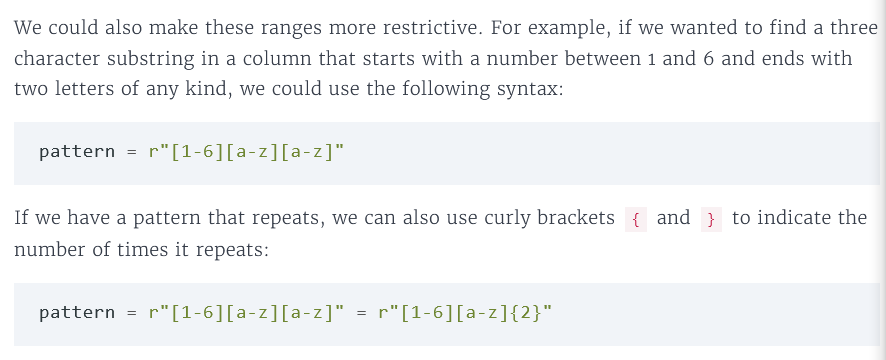 We could also make these ranges more restrictive. For example, if we wanted to find a three
character substring in a column that starts with a number between 1 and 6 and ends with
two letters of any kind, we could use the following syntax:
pattern = r"[1-6][a-z][a-z]"
If we have a pattern that repeats, we can also use curly brackets { and } to indicate the
number of times it repeats:
pattern = r"[1-6][a-z][a-z]" = r"[1-6][a-z]{2}"